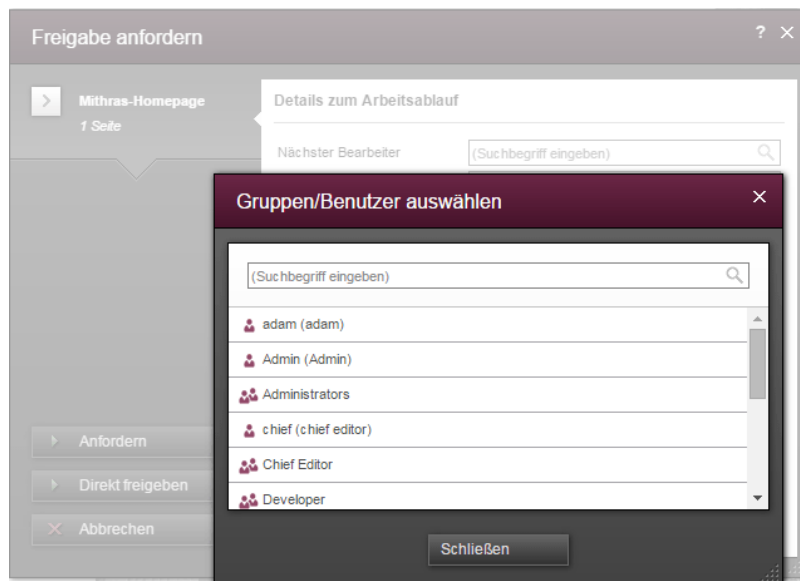 Freigabe anfordern
?
Mithras-Homepage
1 Seite
Details zum Arbeitsablauf
Nächster Bearbeiter
(Suchbegriff eingeben)
Gruppen/Benutzer auswählen
(Suchbegriff eingeben)
adam (adam)
Admin (Admin)
Administrators
chief (chief editor)
Chief Editor
Developer
Anfordern
Direkt freigeben
Abbrechen
Schließen